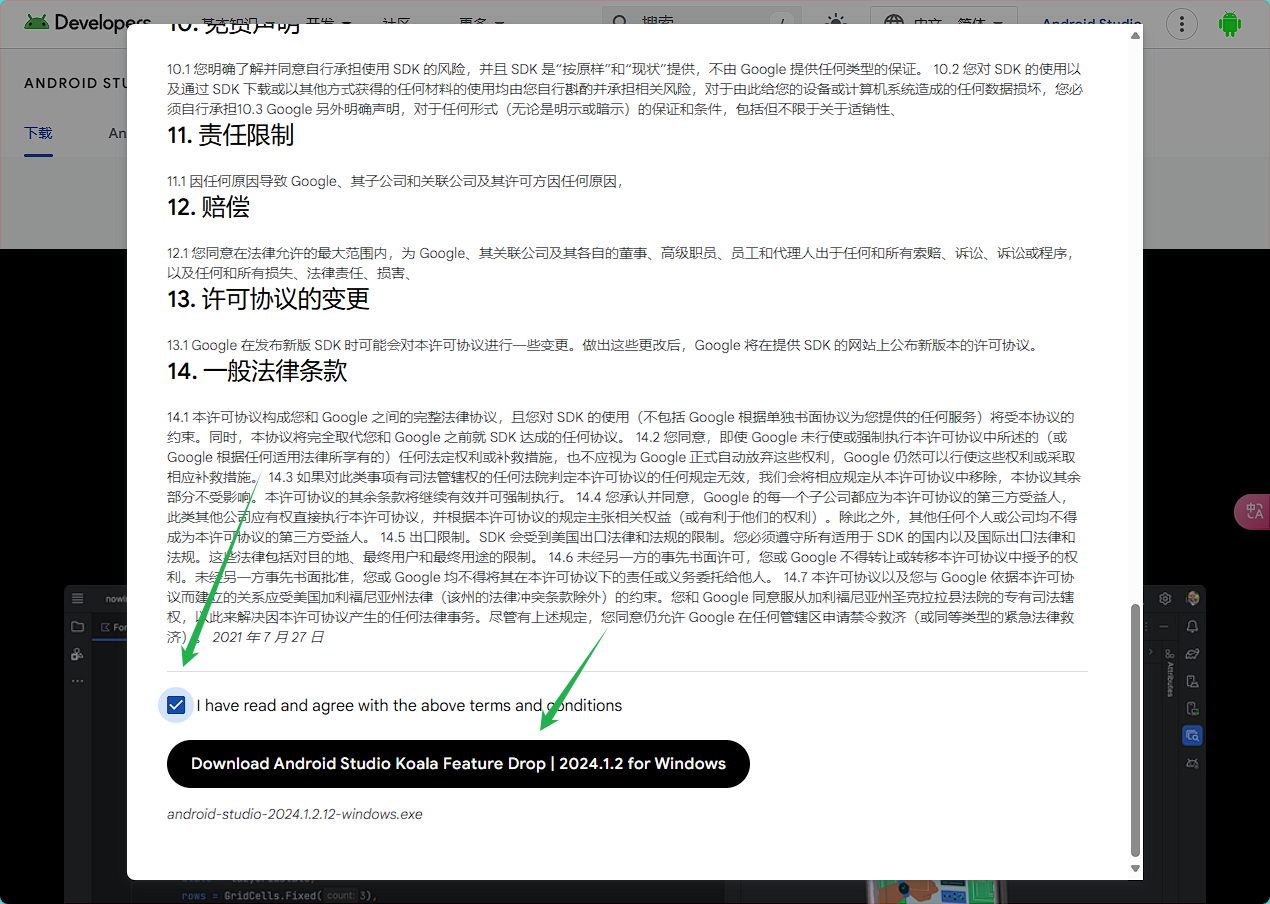 Developers
基本知识
开发
社区
更多
搜索
/
中文 – 简体
Android Studio
ANDROID STU
下载
An
10. 免责声明
10.1 您明确了解并同意自行承担使用 SDK 的风险，并且 SDK 是“按原样”和“现状”提供，不由 Google 提供任何类型的保证。 10.2 您对 SDK 的使用以
及通过 SDK 下载或以其他方式获得的任何材料的使用均由您自行斟酌并承担相关风险，对于由此给您的设备或计算机系统造成的任何数据损坏，您必
须自行承担10.3 Google 另外明确声明，对于任何形式（无论是明示或暗示）的保证和条件，包括但不限于关于适销性、
11. 责任限制
11.1 因任何原因导致 Google、其子公司和关联公司及其许可方因任何原因，
12. 赔偿
12.1 您同意在法律允许的最大范围内，为 Google、其关联公司及其各自的董事、高级职员、员工和代理人出于任何和所有索赔、诉讼、诉讼或程序，
以及任何和所有损失、法律责任、损害、
13. 许可协议的变更
13.1 Google 在发布新版 SDK 时可能会对本许可协议进行一些变更。做出这些更改后，Google 将在提供 SDK 的网站上公布新版本的许可协议。
14. 一般法律条款
14.1 本许可协议构成您和 Google 之间的完整法律协议，且您对 SDK 的使用（不包括 Google 根据单独书面协议为您提供的任何服务）将受本协议的
约束。同时，本协议将完全取代您和 Google 之前就 SDK 达成的任何协议。 14.2 您同意，即使 Google 未行使或强制执行本许可协议中所述的（或
Google 根据任何适用法律所享有的）任何法定权利或补救措施，也不应视为 Google 正式自动放弃这些权利，Google 仍然可以行使这些权利或采取
相应补救措施。 14.3 如果对此类事项有司法管辖权的任何法院判定本许可协议的任何规定无效，我们会将相应规定从本许可协议中移除，本协议其余
部分不受影响。本许可协议的其余条款将继续有效并可强制执行。 14.4 您承认并同意，Google 的每一个子公司都应为本许可协议的第三方受益人，
此类其他公司应有权直接执行本许可协议，并根据本许可协议的规定主张相关权益（或有利于他们的权利）。除此之外，其他任何个人或公司均不得
成为本许可协议的第三方受益人。 14.5 出口限制。SDK 会受到美国出口法律和法规的限制。您必须遵守所有适用于 SDK 的国内以及国际出口法律和
法规。这些法律包括对目的地、最终用户和最终用途的限制。 14.6 未经另一方的事先书面许可，您或 Google 不得转让或转移本许可协议中授予的权
利。未经另一方事先书面批准，您或 Google 均不得将其在本许可协议下的责任或义务委托给他人。 14.7 本许可协议以及您与 Google 依据本许可协
议而建立的关系应受美国加利福尼亚州法律（该州的法律冲突条款除外）的约束。您和 Google 同意服从加利福尼亚州圣克拉拉县法院的专有司法辖
权，以此来解决因本许可协议产生的任何法律事务。尽管有上述规定，您同意仍允许 Google 在任何管辖区申请禁令救济（或同等类型的紧急法律救
济）。 2021 年 7 月 27 日
I have read and agree with the above terms and conditions
Download Android Studio Koala Feature Drop | 2024.1.2 for Windows
android-studio-2024.1.2.12-windows.exe
nowin
For
Attributes
rows = GridCells.Fixed( count: 3),